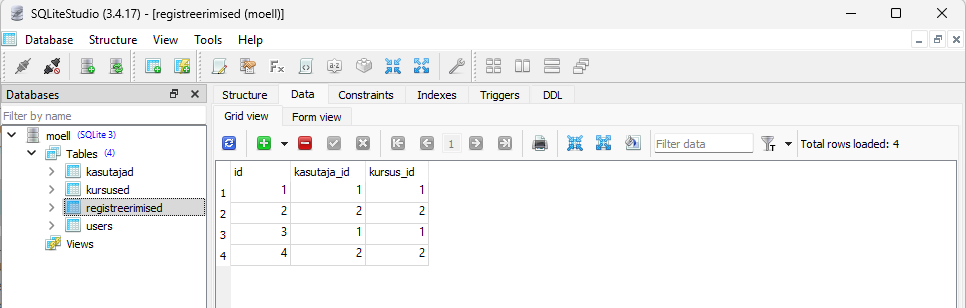 SQLiteStudio (3.4.17) - [registreerimised (moell)]
Database Structure View Tools Help
Databases
Filter by name
moell (SQLite 3)
Tables (4)
kasutajad
kursused
registreerimised
users
Views
Structure Data Constraints Indexes Triggers DDL
Grid view Form view
1 Filter data Total rows loaded: 4
id kasutaja_id kursus_id
1 1 1 1
2 2 2 2
3 3 1 1
4 4 2 2